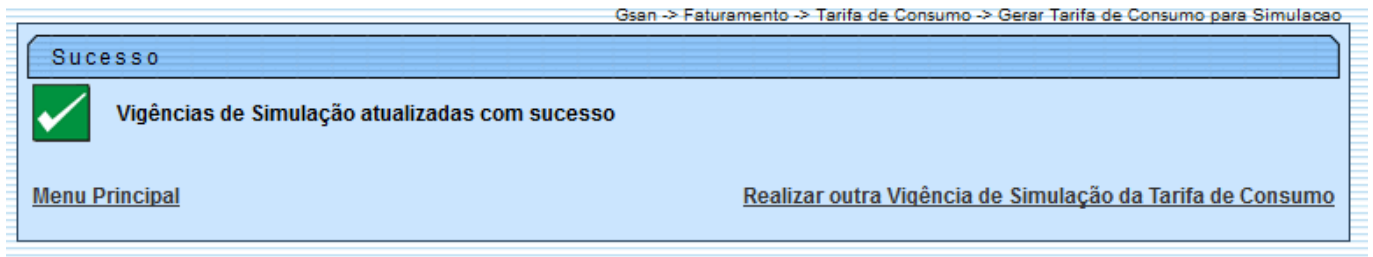 Gsan -> Faturamento -> Tarifa de Consumo -> Gerar Tarifa de Consumo para Simulacao
Sucesso
Vigências de Simulação atualizadas com sucesso
Menu Principal
Realizar outra Vigência de Simulação da Tarifa de Consumo